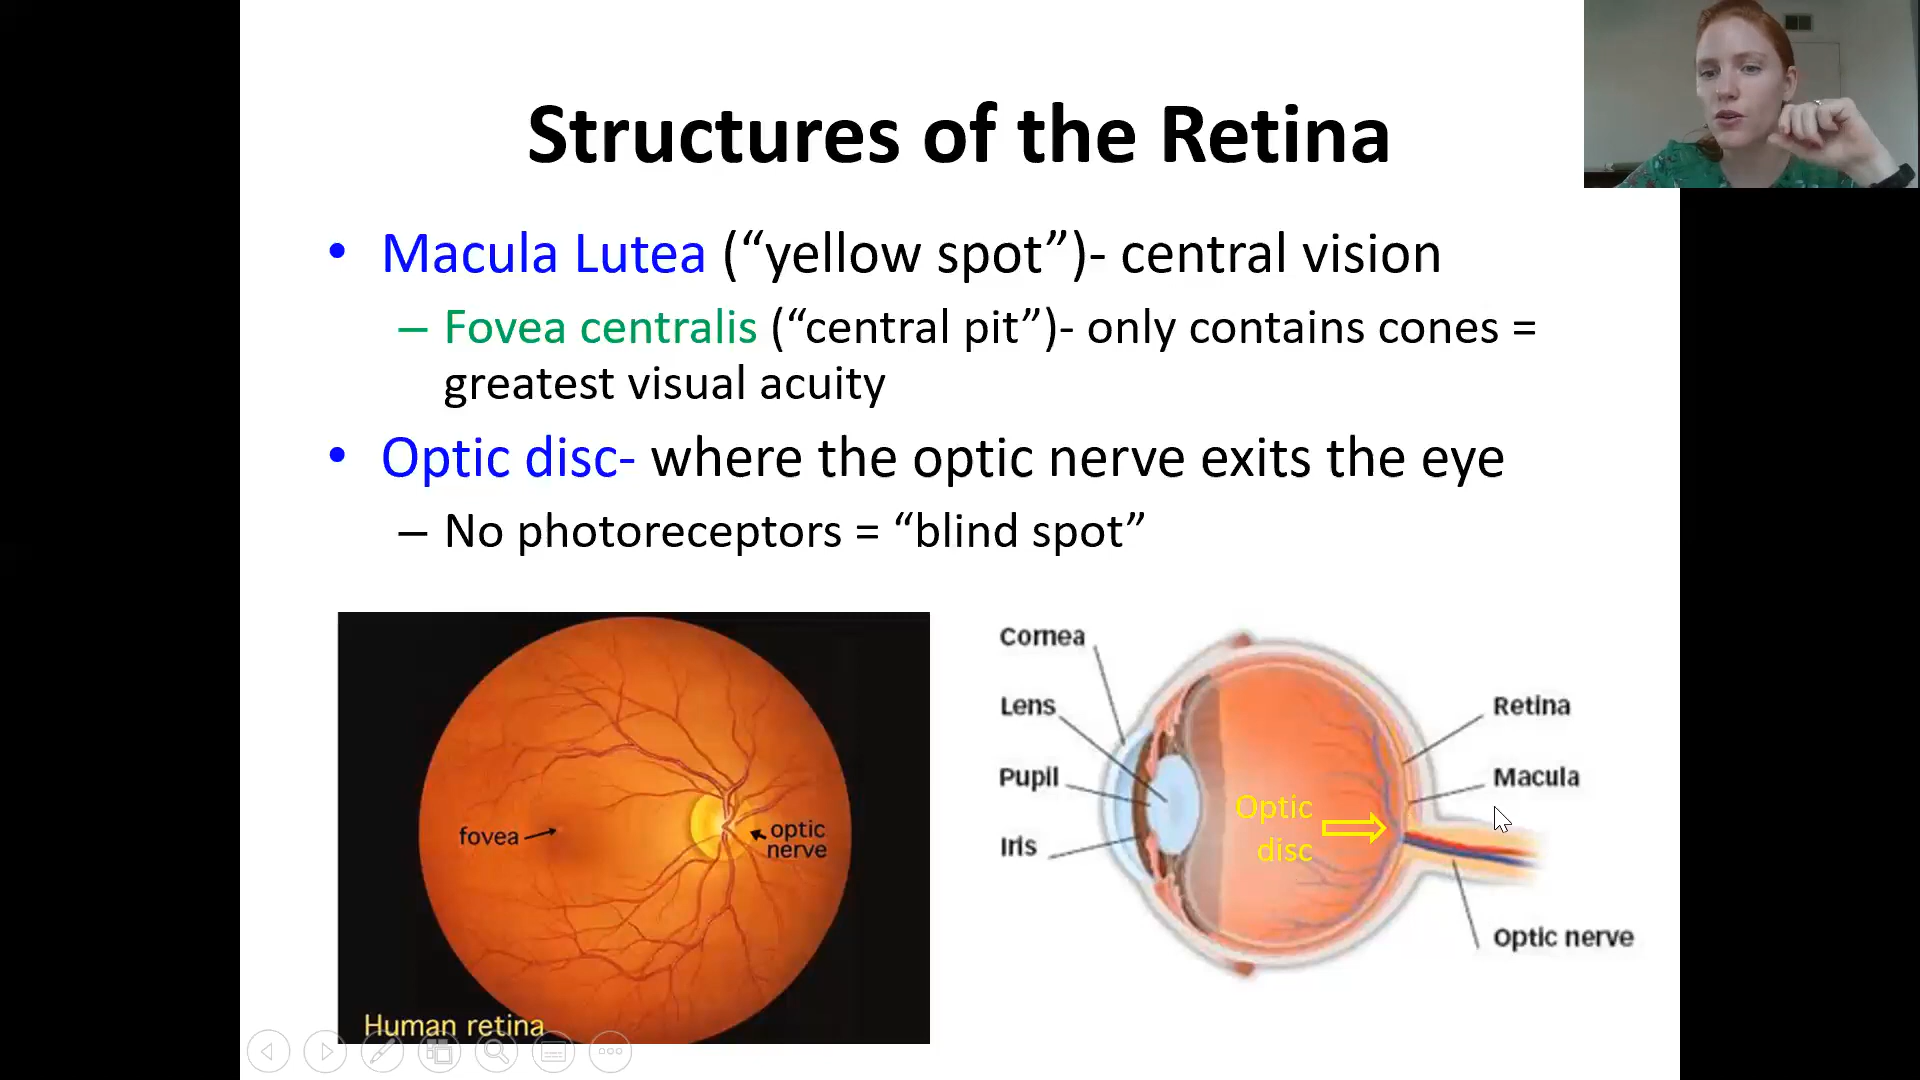 Structures of the Retina
• Macula Lutea (“yellow spot”)- central vision
– Fovea centralis (“central pit”)- only contains cones =
greatest visual acuity
• Optic disc- where the optic nerve exits the eye
– No photoreceptors = “blind spot”
fovea
optic
nerve
Human retina
Cornea
Lens
Pupil
Iris
Optic
disc
Retina
Macula
Optic nerve